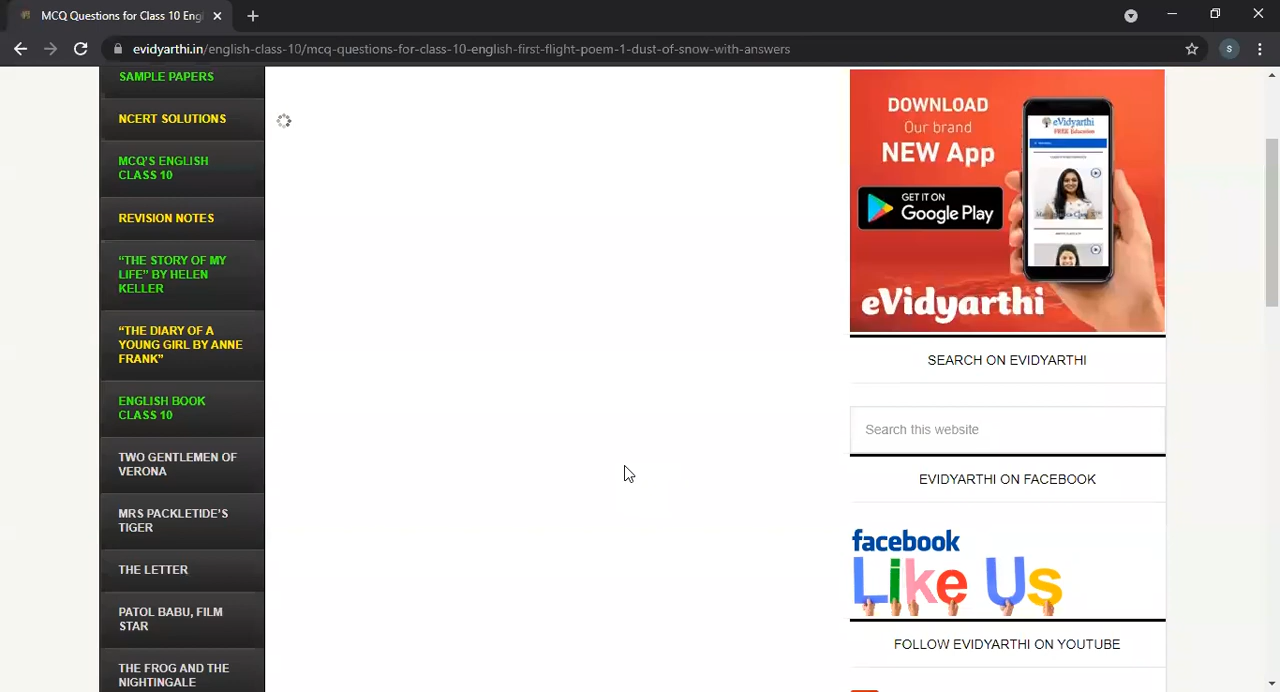 MCQ Questions for Class 10 Engl
evidyarthi.in/english-class-10/mcq-questions-for-class-10-english-first-flight-poem-1-dust-of-snow-with-answers
S
SAMPLE PAPERS
NCERT SOLUTIONS
MCQ'S ENGLISH
CLASS 10
REVISION NOTES
“THE STORY OF MY
LIFE” BY HELEN
KELLER
“THE DIARY OF A
YOUNG GIRL BY ANNE
FRANK”
ENGLISH BOOK
CLASS 10
TWO GENTLEMEN OF
VERONA
MRS PACKLETIDE'S
TIGER
THE LETTER
PATOL BABU, FILM
STAR
THE FROG AND THE
NIGHTINGALE
DOWNLOAD
Our brand
NEW App
GET IT ON
Google Play
eVidyarthi
FREE Education
eVidyarthi
SEARCH ON EVIDYARTHI
Search this website
EVIDYARTHI ON FACEBOOK
facebook
Like Us
FOLLOW EVIDYARTHI ON YOUTUBE